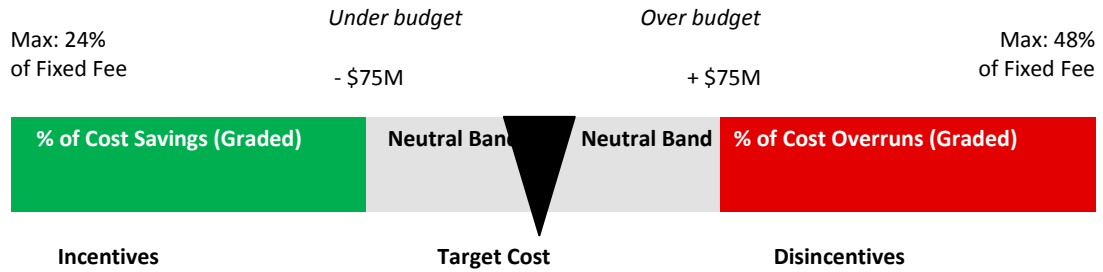 Under budget
Over budget
Max: 24%
of Fixed Fee
Max: 48%
of Fixed Fee
- $75M
+ $75M
% of Cost Savings (Graded)
Neutral Ban
Neutral Band
% of Cost Overruns (Graded)
Incentives
Target Cost
Disincentives